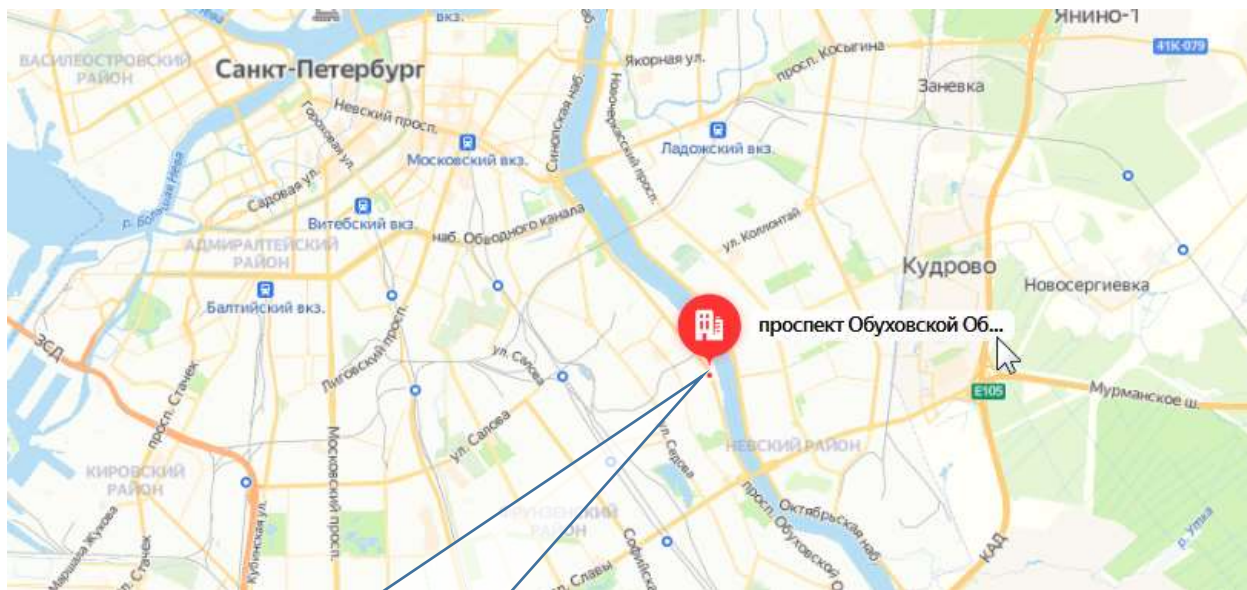 ЯНИНО-1
вкз.
ВАСИЛЕОСТРОВСКИЙ
РАЙОН
Санкт-Петербург
Якорная ул.
просп. Косыгина
41К-079
Заневка
Невский просп.
Гороховая ул.
Синопская наб.
Новочеркасский просп.
Московский вкз.
Ладожский вкз.
Садовая ул.
р. Большая Нева
Витебский вкз.
наб. Обводного канала
ул. Коллонтай
АДМИРАЛТЕЙСКИЙ
РАЙОН
Кудрово
Новосергиевка
Балтийский вкз.
проспект Обуховской Об...
ЗСД
Лиговский просп.
ул. Салова
просп. Стачек
E105
Мурманское ш.
ул. Салова
Московский просп.
ул. Седова
НЕВСКИЙ РАЙОН
КИРОВСКИЙ
РАЙОН
Кубинская ул.
ФРУНЗЕНСКИЙ
РАЙОН
просп. Обуховской О
Октябрьская наб.
КАД
р. Утка
Маршала Жукова
Стачек
Софийска
Славы